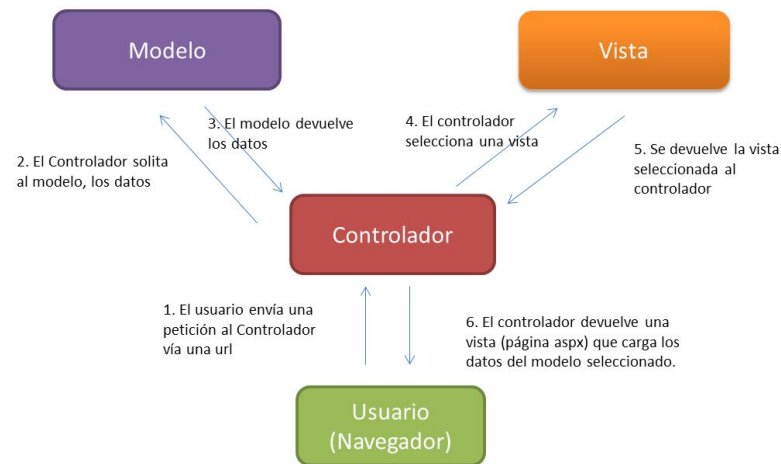 Modelo
Vista
3. El modelo devuelve
los datos
4. El controlador
selecciona una vista
2. El Controlador solita
al modelo, los datos
5. Se devuelve la vista
seleccionada al
controlador
Controlador
1. El usuario envía una
petición al Controlador
vía una url
6. El controlador devuelve una
vista (página aspx) que carga los
datos del modelo seleccionado.
Usuario
(Navegador)